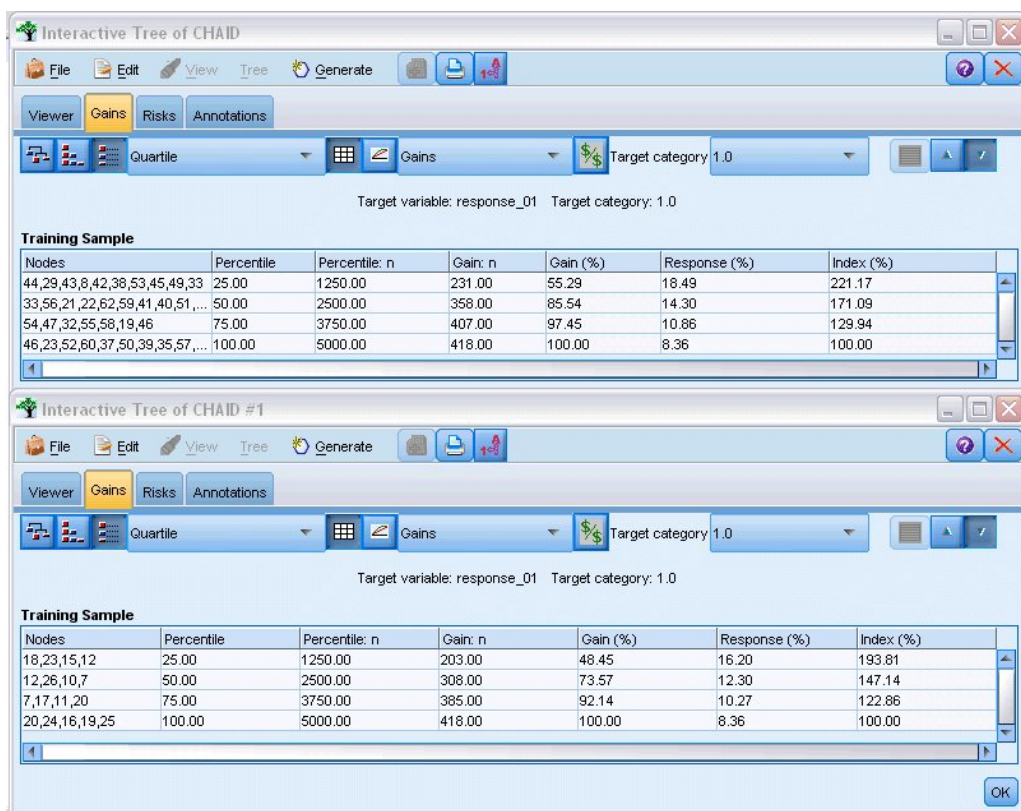 Interactive Tree of CHAID
File Edit View Tree Generate
Viewer Gains Risks Annotations
Quartile Gains $/$ Target category 1.0
Target variable: response_01 Target category: 1.0
Training Sample
Nodes Percentile Percentile: n Gain: n Gain (%) Response (%) Index (%)
44,29,43,8,42,38,53,45,49,33 25.00 1250.00 231.00 55.29 18.49 221.17
33,56,21,22,62,59,41,40,51,... 50.00 2500.00 358.00 85.54 14.30 171.09
54,47,32,55,58,19,46 75.00 3750.00 407.00 97.45 10.86 129.94
46,23,52,60,37,50,39,35,57,... 100.00 5000.00 418.00 100.00 8.36 100.00
Interactive Tree of CHAID #1
File Edit View Tree Generate
Viewer Gains Risks Annotations
Quartile Gains $/$ Target category 1.0
Target variable: response_01 Target category: 1.0
Training Sample
Nodes Percentile Percentile: n Gain: n Gain (%) Response (%) Index (%)
18,23,15,12 25.00 1250.00 203.00 48.45 16.20 193.81
12,26,10,7 50.00 2500.00 308.00 73.57 12.30 147.14
7,17,11,20 75.00 3750.00 385.00 92.14 10.27 122.86
20,24,16,19,25 100.00 5000.00 418.00 100.00 8.36 100.00
OK